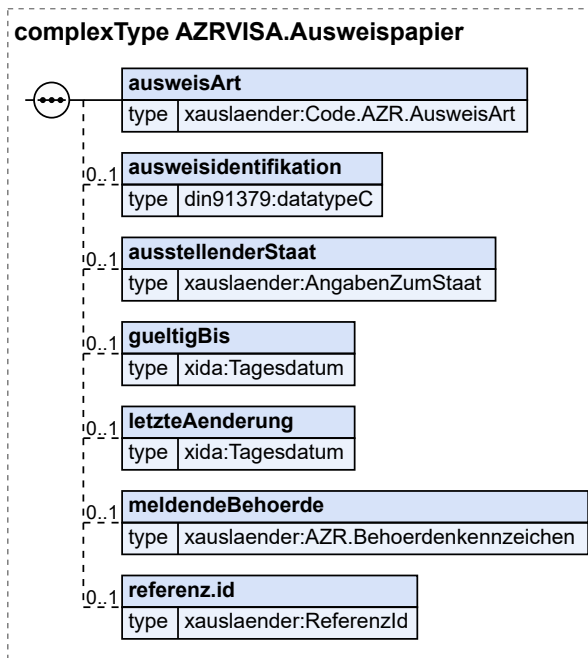 complexType AZRVISA.Ausweispapier
ausweisArt
type xauslaender:Code.AZR.AusweisArt
0..1 ausweisidentifikation
type din91379:datatypeC
0..1 ausstellenderStaat
type xauslaender:AngabenZumStaat
0..1 gueltigBis
type xida:Tagesdatum
0..1 letzteAenderung
type xida:Tagesdatum
0..1 meldendeBehoerde
type xauslaender:AZR.Behoerdenkennzeichen
0..1 referenz.id
type xauslaender:ReferenzId